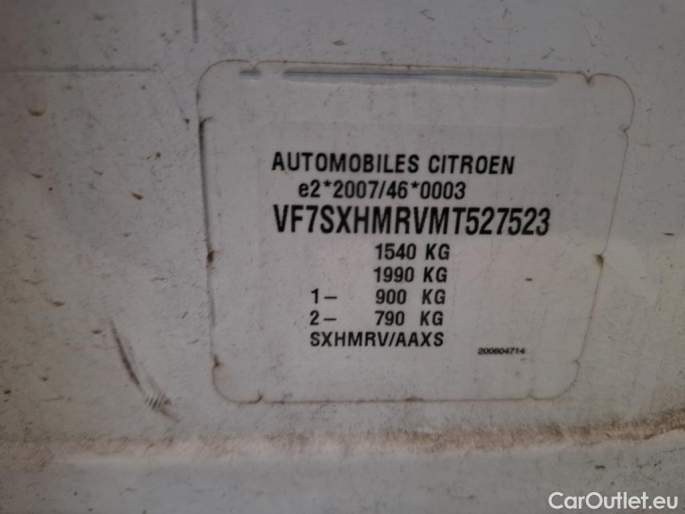 AUTOMOBILES CITROEN
e2*2007/46*0003
VF7SXHMRVMT527523
1540 KG
1990 KG
1– 900 KG
2– 790 KG
SXHMRV/AAXS
200604714
CarOutlet.eu